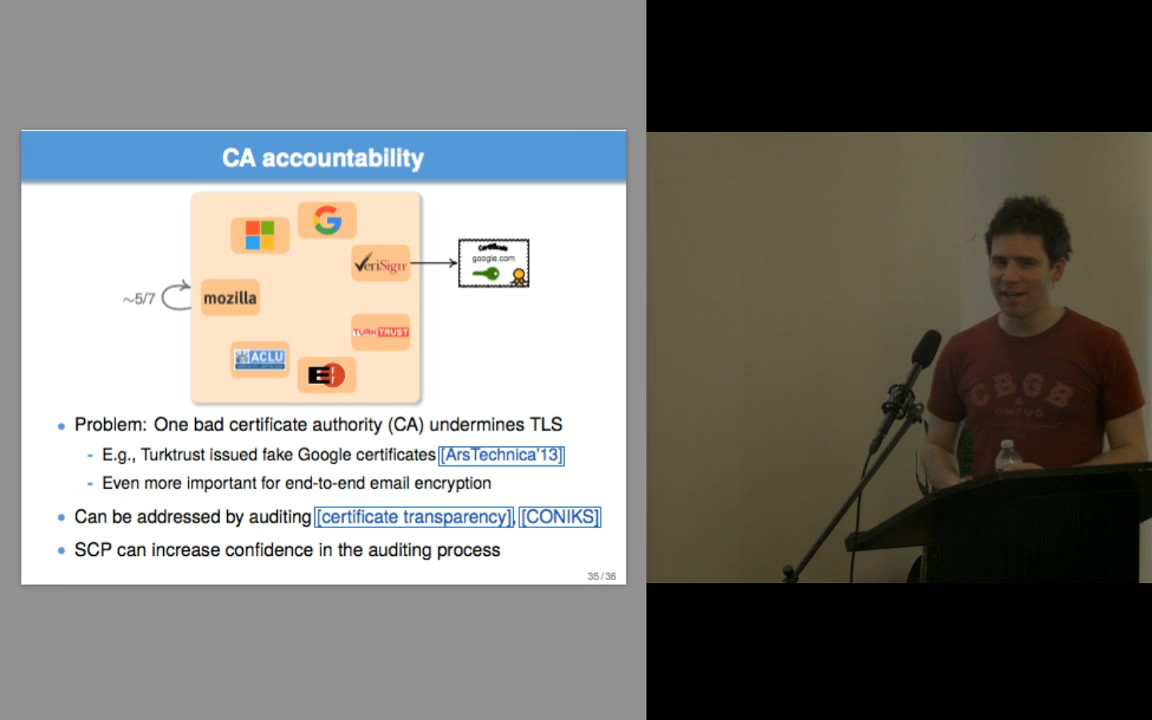 CA accountability
G
VeriSign
Certificate
google.com
~5/7
mozilla
TURKTRUST
ACLU
E
Problem: One bad certificate authority (CA) undermines TLS
- E.g., Turktrust issued fake Google certificates [ArsTechnica'13]
- Even more important for end-to-end email encryption
Can be addressed by auditing [certificate transparency], [CONIKS]
SCP can increase confidence in the auditing process
35 / 36
CBGB
&
OMFUG